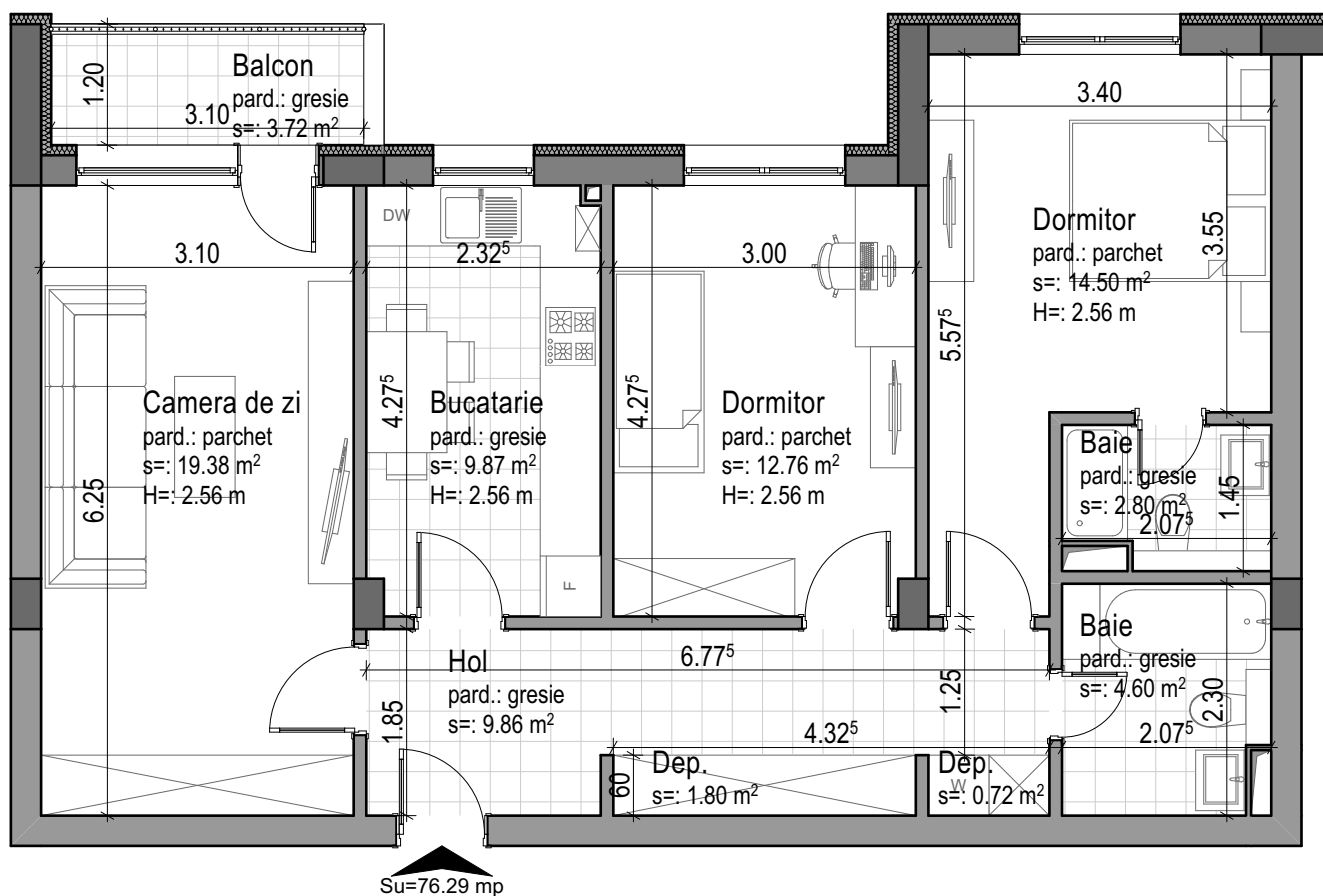 Balcon
pard.: gresie
s=: 3.72 m²
1.20
3.10
3.40
Dormitor
pard.: parchet
s=: 14.50 m²
H=: 2.56 m
3.55
5.57⁵
DW
3.10
2.32⁵
3.00
Camera de zi
pard.: parchet
s=: 19.38 m²
H=: 2.56 m
6.25
Bucatarie
pard.: gresie
s=: 9.87 m²
H=: 2.56 m
4.27⁵
F
Dormitor
pard.: parchet
s=: 12.76 m²
H=: 2.56 m
4.27⁵
Baie
pard.: gresie
s=: 2.80 m²
2.07⁵
1.45
Baie
pard.: gresie
s=: 4.60 m²
2.30
2.07⁵
Hol
pard.: gresie
s=: 9.86 m²
1.85
6.77⁵
1.25
4.32⁵
Dep.
s=: 1.80 m²
60
Dep.
W
s=: 0.72 m²
Su=76.29 mp